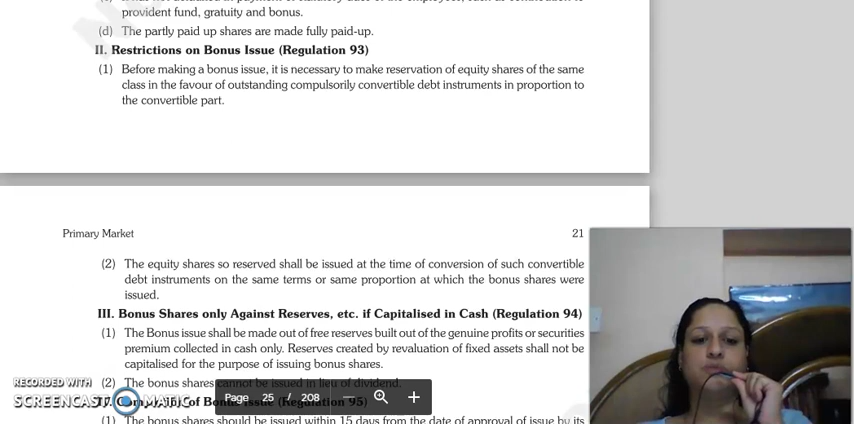 provident fund, gratuity and bonus.
(d) The partly paid up shares are made fully paid-up.
II. Restrictions on Bonus Issue (Regulation 93)
(1) Before making a bonus issue, it is necessary to make reservation of equity shares of the same
class in the favour of outstanding compulsorily convertible debt instruments in proportion to
the convertible part.
Primary Market 21
(2) The equity shares so reserved shall be issued at the time of conversion of such convertible
debt instruments on the same terms or same proportion at which the bonus shares were
issued.
III. Bonus Shares only Against Reserves, etc. if Capitalised in Cash (Regulation 94)
(1) The Bonus issue shall be made out of free reserves built out of the genuine profits or securities
premium collected in cash only. Reserves created by revaluation of fixed assets shall not be
capitalised for the purpose of issuing bonus shares.
(2) The bonus shares cannot be issued in lieu of dividend.
RECORDED WITH
SCREENCAST MATIC
Page 25 / 208
of Bonus Issue (Regulation 95)
(1) The bonus shares should be issued within 15 days from the date of approval of issue by its